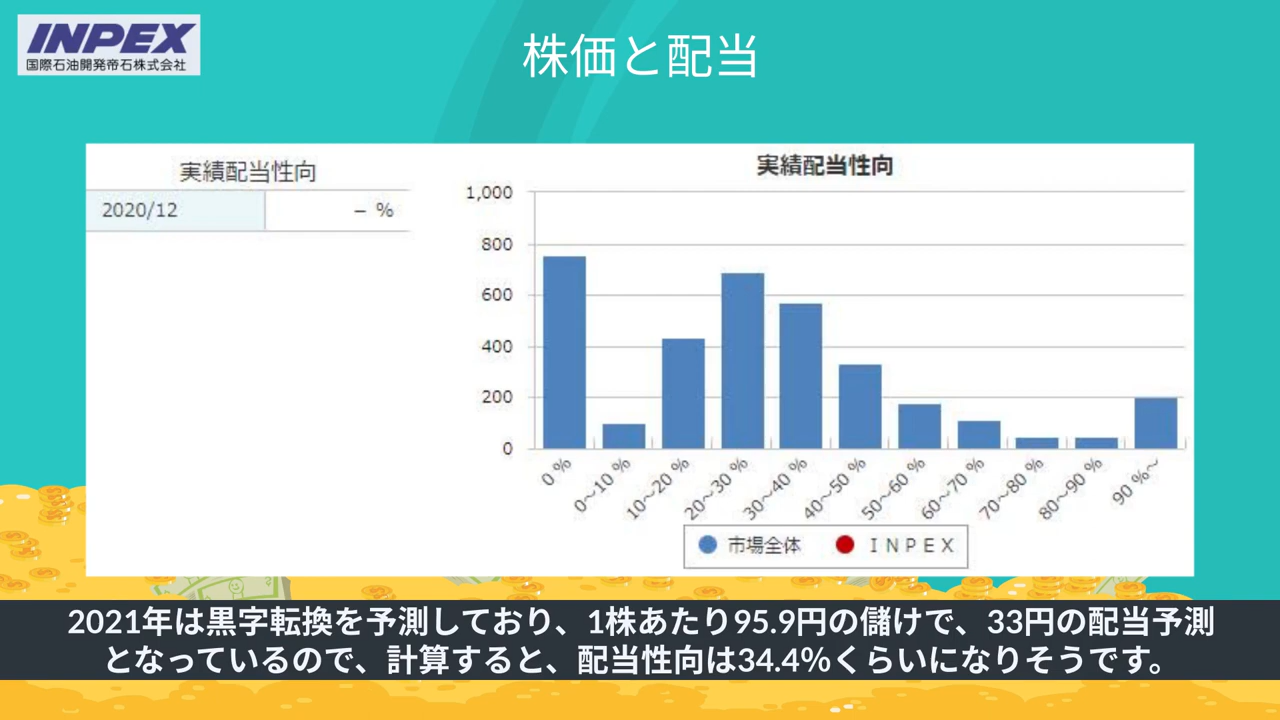 INPEX
国際石油開発帝石株式会社
株価と配当
実績配当性向
2020/12 – %
実績配当性向
1,000
800
600
400
200
0
0 %
0～10 %
10～20 %
20～30 %
30～40 %
40～50 %
50～60 %
60～70 %
70～80 %
80～90 %
90 %～
市場全体 ＩＮＰＥＸ
2021年は黒字転換を予測しており、1株あたり95.9円の儲けで、33円の配当予測
となっているので、計算すると、配当性向は34.4%くらいになりそうです。